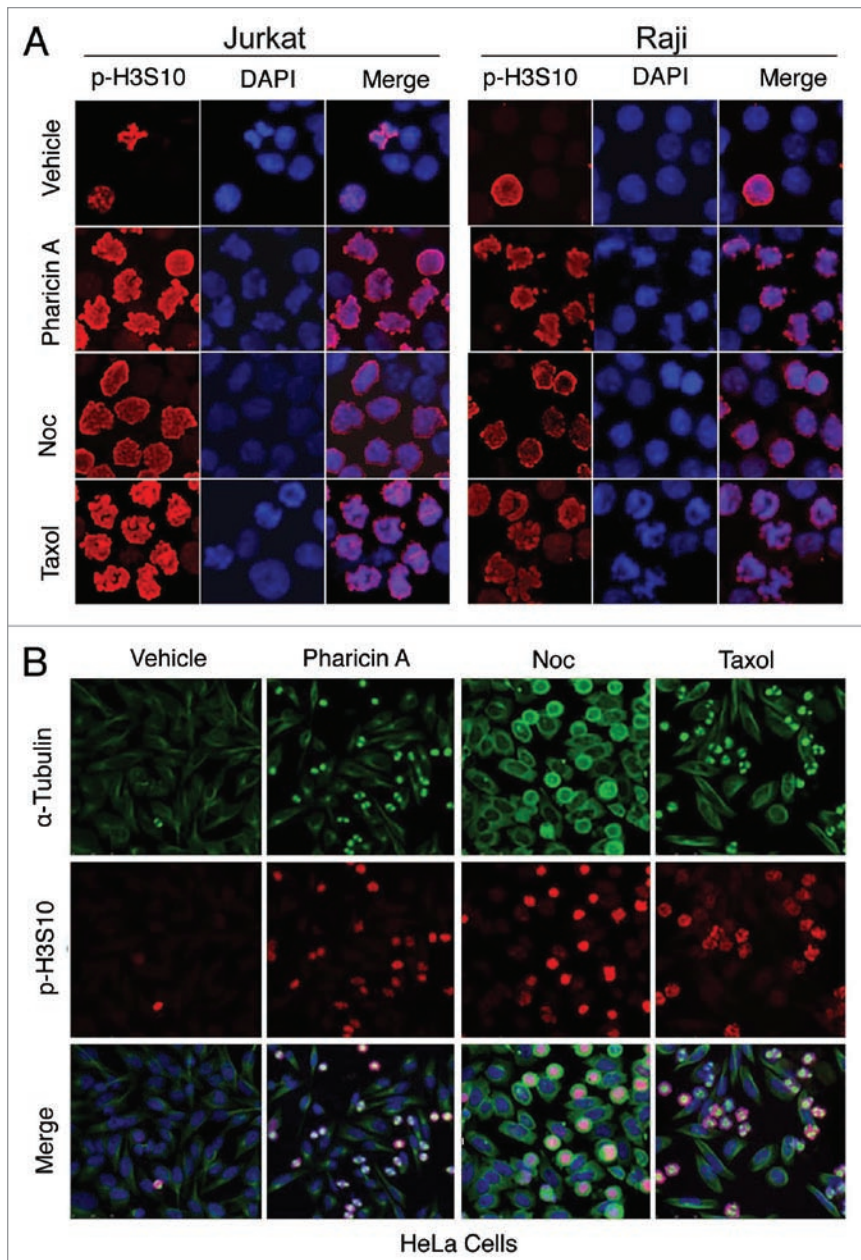 A
Jurkat
Raji
p-H3S10 DAPI Merge
p-H3S10 DAPI Merge
Vehicle
Pharicin A
Noc
Taxol
B
Vehicle Pharicin A Noc Taxol
α-Tubulin
p-H3S10
Merge
HeLa Cells